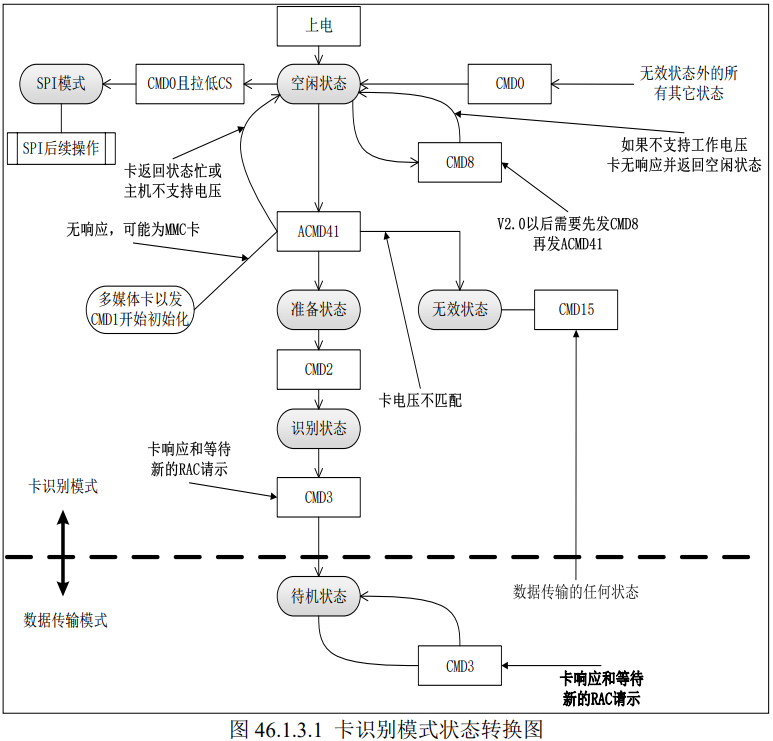 上电
SPI模式
CMD0且拉低CS
空闲状态
CMD0
无效状态外的所
有其它状态
SPI后续操作
卡返回状态忙或
主机不支持电压
CMD8
如果不支持工作电压
卡无响应并返回空闲状态
无响应，可能为MMC卡
ACMD41
V2.0以后需要先发CMD8
再发ACMD41
多媒体卡以发
CMD1开始初始化
准备状态
无效状态
CMD15
CMD2
卡电压不匹配
识别状态
卡响应和等待
新的RAC请示
卡识别模式
CMD3
数据传输模式
待机状态
数据传输的任何状态
CMD3
卡响应和等待
新的RAC请示
图 46.1.3.1 卡识别模式状态转换图